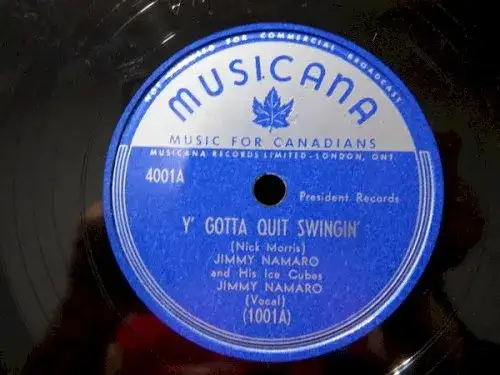 NOT LICENSED FOR COMMERCIAL BROADCAST
MUSICANA
MUSIC FOR CANADIANS
MUSICANA RECORDS LIMITED - LONDON, ONT
4001A
President Records
Y' GOTTA QUIT SWINGIN'
(Nick Morris)
JIMMY NAMARO
and His Ice Cubes
JIMMY NAMARO
(Vocal)
(1001A)